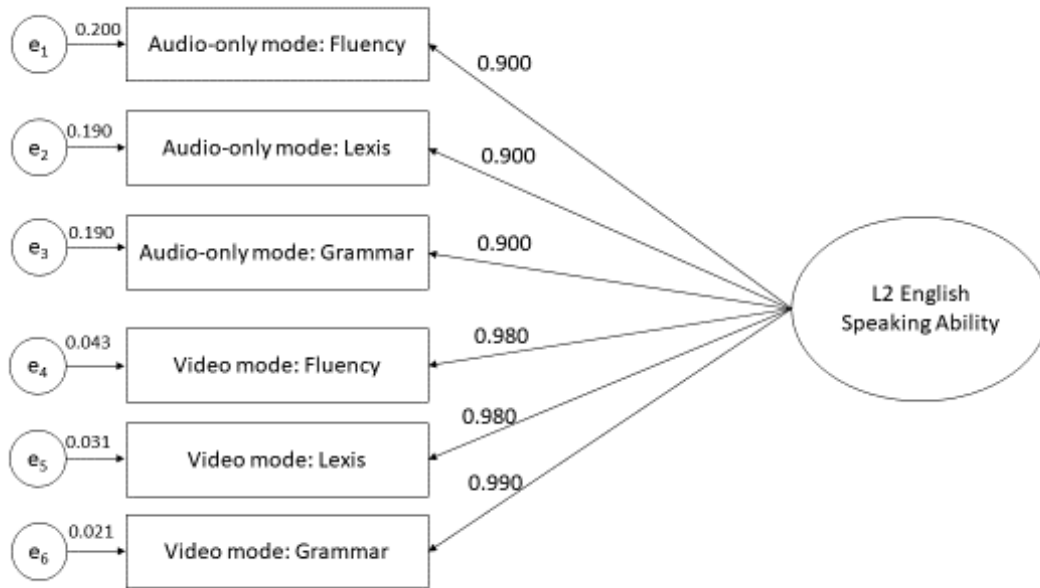 e1 0.200 Audio-only mode: Fluency 0.900
e2 0.190 Audio-only mode: Lexis 0.900
e3 0.190 Audio-only mode: Grammar 0.900
L2 English
Speaking Ability
e4 0.043 Video mode: Fluency 0.980
e5 0.031 Video mode: Lexis 0.980
e6 0.021 Video mode: Grammar 0.990